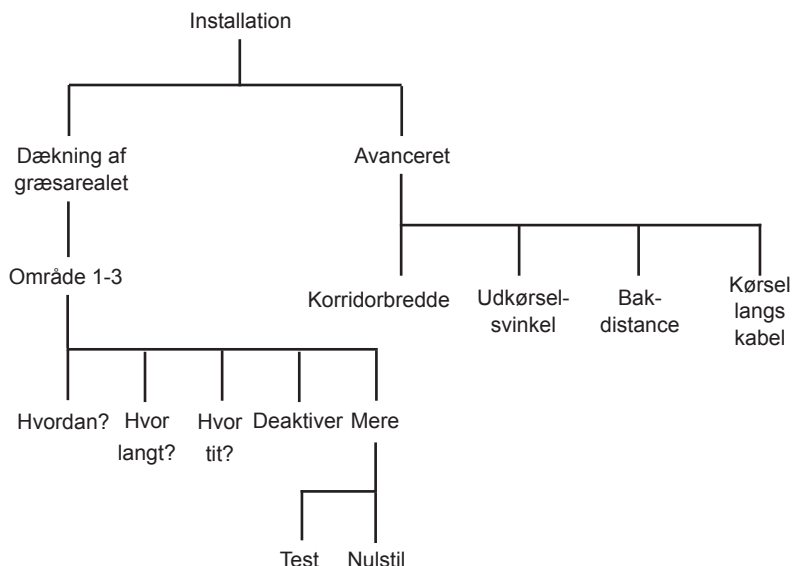 Installation
Dækning af
græsarealet
Avanceret
Område 1-3
Korridorbredde
Udkørsel-
svinkel
Bak-
distance
Kørsel
langs
kabel
Hvordan?
Hvor
langt?
Hvor
tit?
Deaktiver
Mere
Test
Nulstil